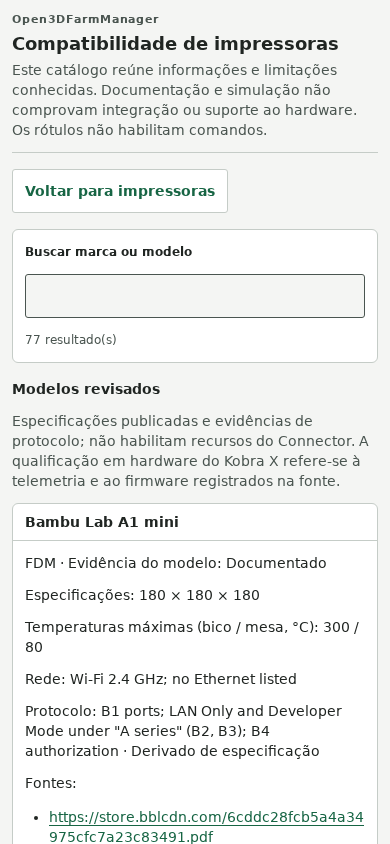 Open3DFarmManager
Compatibilidade de impressoras
Este catálogo reúne informações e limitações
conhecidas. Documentação e simulação não
comprovam integração ou suporte ao hardware.
Os rótulos não habilitam comandos.
Voltar para impressoras
Buscar marca ou modelo
77 resultado(s)
Modelos revisados
Especificações publicadas e evidências de
protocolo; não habilitam recursos do Connector. A
qualificação em hardware do Kobra X refere-se à
telemetria e ao firmware registrados na fonte.
Bambu Lab A1 mini
FDM · Evidência do modelo: Documentado
Especificações: 180 × 180 × 180
Temperaturas máximas (bico / mesa, °C): 300 /
80
Rede: Wi-Fi 2.4 GHz; no Ethernet listed
Protocolo: B1 ports; LAN Only and Developer
Mode under "A series" (B2, B3); B4
authorization · Derivado de especificação
Fontes:
• https://store.bblcdn.com/6cddc28fcb5a4a34
975cfc7a23c83491.pdf